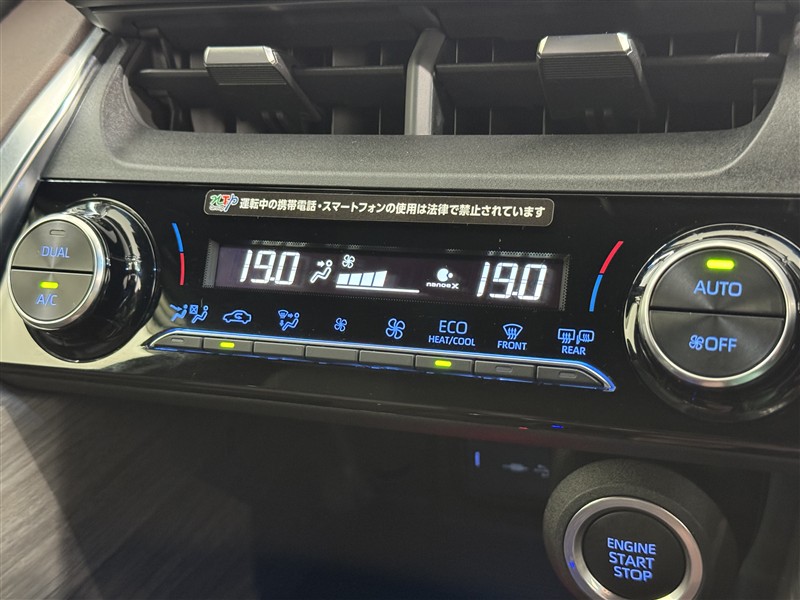 運転中の携帯電話・スマートフォンの使用は法律で禁止されています
DUAL
A/C
19.0
nanoeX
19.0
AUTO
OFF
ECO
HEAT/COOL
FRONT
REAR
ENGINE
START
STOP